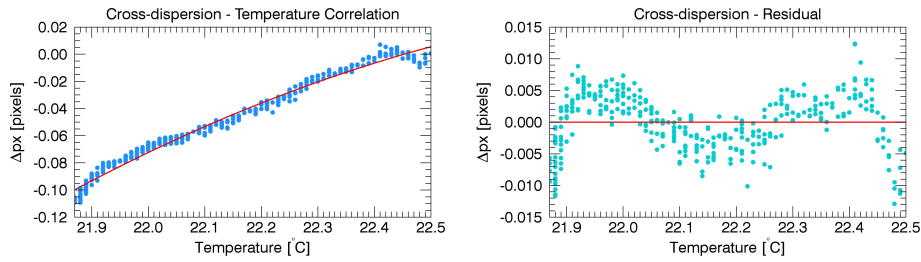 Cross-dispersion - Temperature Correlation
0.02
0.00
-0.02
-0.04
-0.06
-0.08
-0.10
-0.12
Δpx [pixels]
21.9 22.0 22.1 22.2 22.3 22.4 22.5
Temperature [°C]
Cross-dispersion - Residual
0.015
0.010
0.005
0.000
-0.005
-0.010
-0.015
Δpx [pixels]
21.9 22.0 22.1 22.2 22.3 22.4 22.5
Temperature [°C]